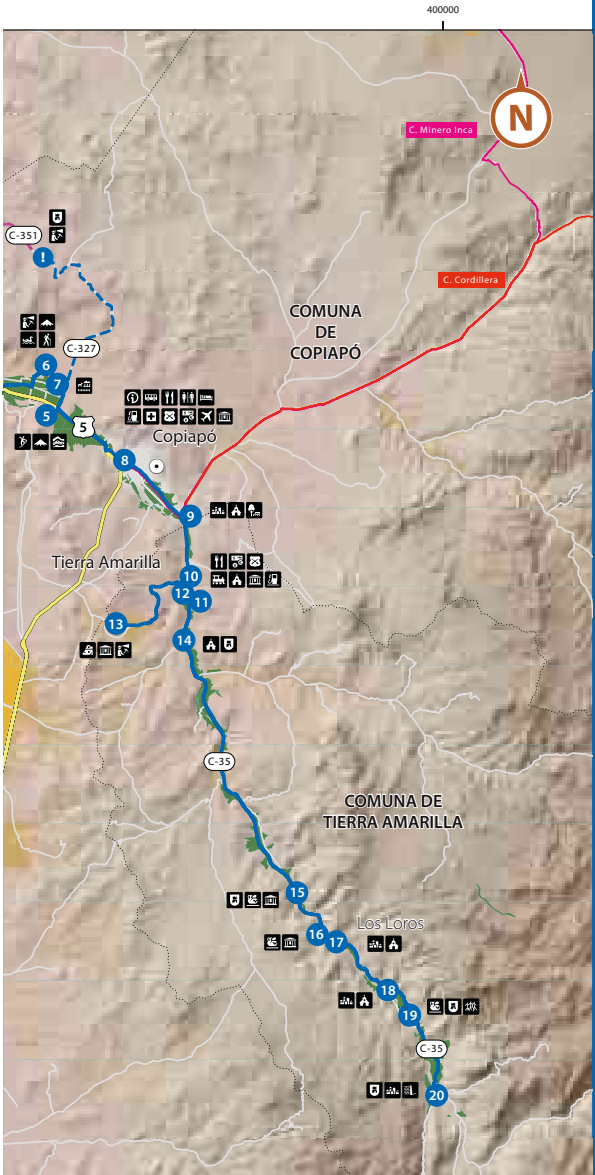 400000
N
C. Minero Inca
C-351
!
C. Cordillera
COMUNA
DE
COPIAPÓ
C-327
6
7
5
5
Copiapó
8
9
Tierra Amarilla
10
12
11
13
14
C-35
COMUNA DE
TIERRA AMARILLA
15
Los Loros
16
17
18
19
C-35
20